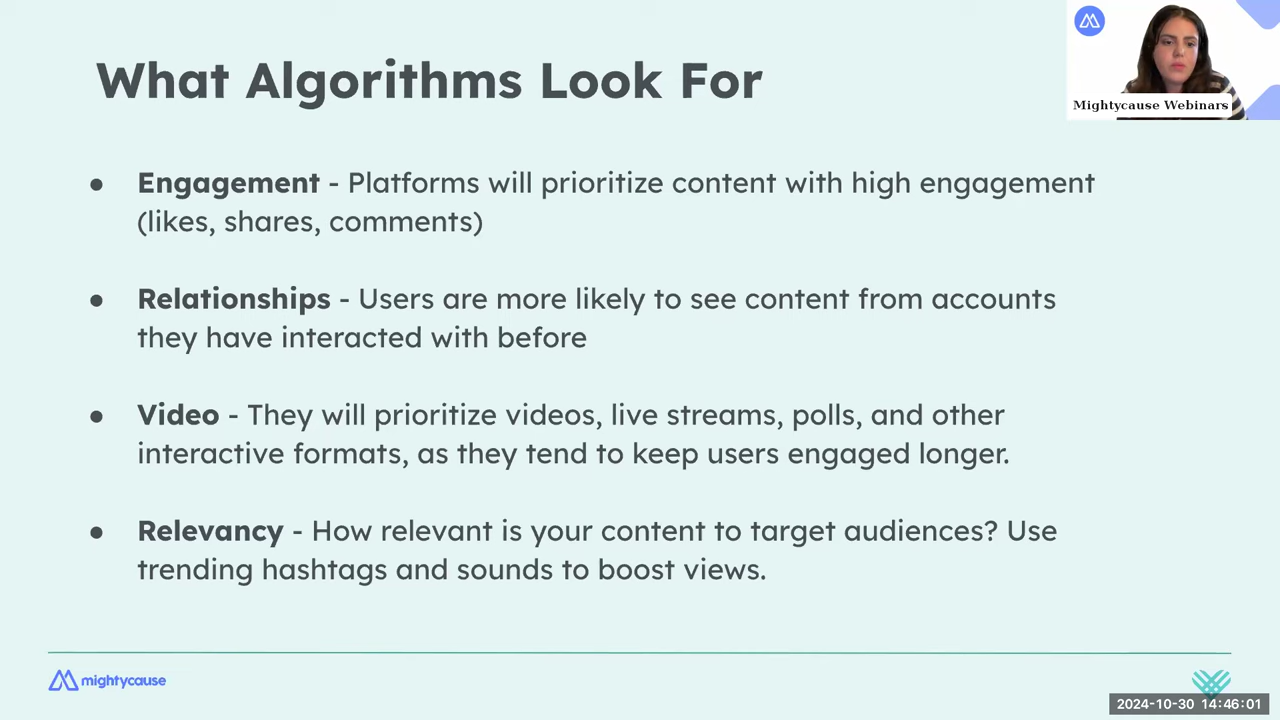 What Algorithms Look For
Mightycause Webinars
● Engagement - Platforms will prioritize content with high engagement
(likes, shares, comments)
● Relationships - Users are more likely to see content from accounts
they have interacted with before
● Video - They will prioritize videos, live streams, polls, and other
interactive formats, as they tend to keep users engaged longer.
● Relevancy - How relevant is your content to target audiences? Use
trending hashtags and sounds to boost views.
mightycause
2024-10-30 14:46:01